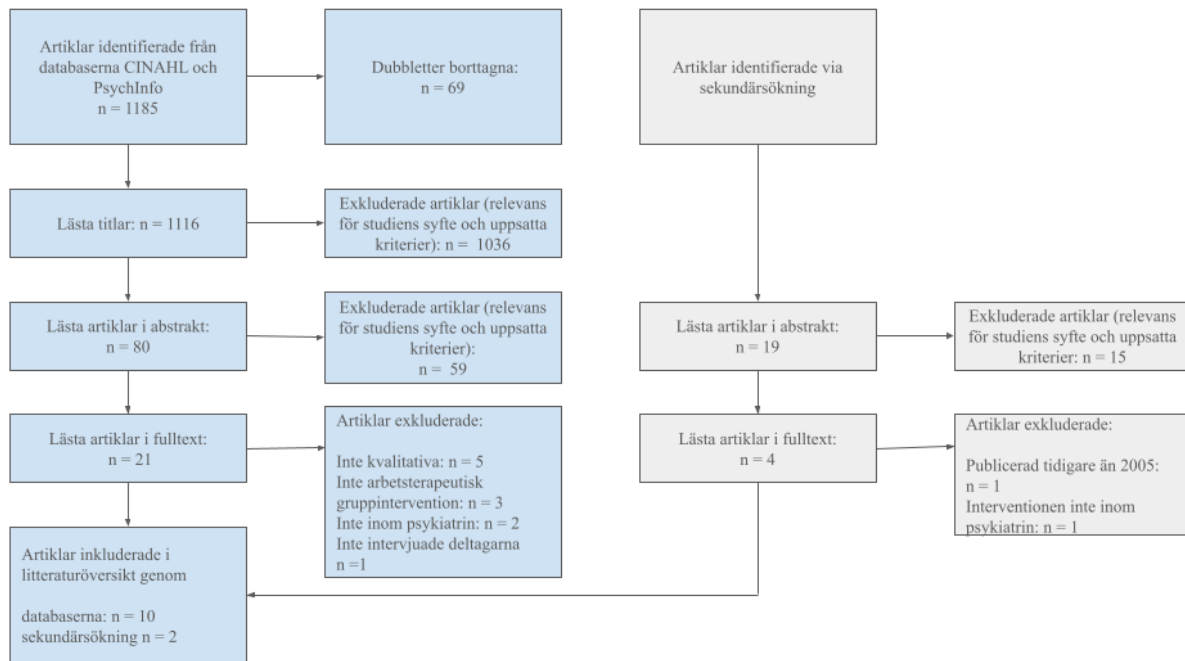 Artiklar identifierade från
databaserna CINAHL och
PsychInfo
n = 1185
Dubbletter borttagna:
n = 69
Artiklar identifierade via
sekundärsökning
Lästa titlar: n = 1116
Exkluderade artiklar (relevans
för studiens syfte och uppsatta
kriterier): n = 1036
Lästa artiklar i abstrakt:
n = 80
Exkluderade artiklar (relevans
för studiens syfte och uppsatta
kriterier):
n = 59
Lästa artiklar i abstrakt:
n = 19
Exkluderade artiklar (relevans
för studiens syfte och uppsatta
kriterier: n = 15
Lästa artiklar i fulltext:
n = 21
Artiklar exkluderade:
Inte kvalitativa: n = 5
Inte arbetsterapeutisk
gruppintervention: n = 3
Inte inom psykiatrin: n = 2
Inte intervjuade deltagarna
n =1
Lästa artiklar i fulltext:
n = 4
Artiklar exkluderade:
Publicerad tidigare än 2005:
n = 1
Interventionen inte inom
psykiatrin: n = 1
Artiklar inkluderade i
litteraturöversikt genom
databaserna: n = 10
sekundärsökning n = 2